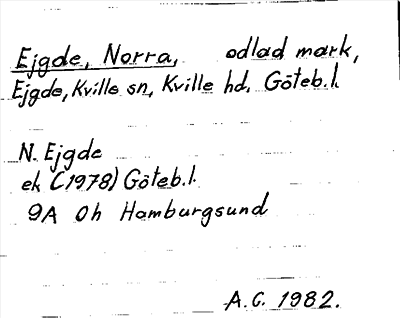 Ejgde, Norra, odlad mark,
Ejgde, Kville sn, Kville hd, Göteb.l.
N. Ejgde
ek (1978) Göteb.l.
9A 0h Hamburgsund
A.C. 1982.